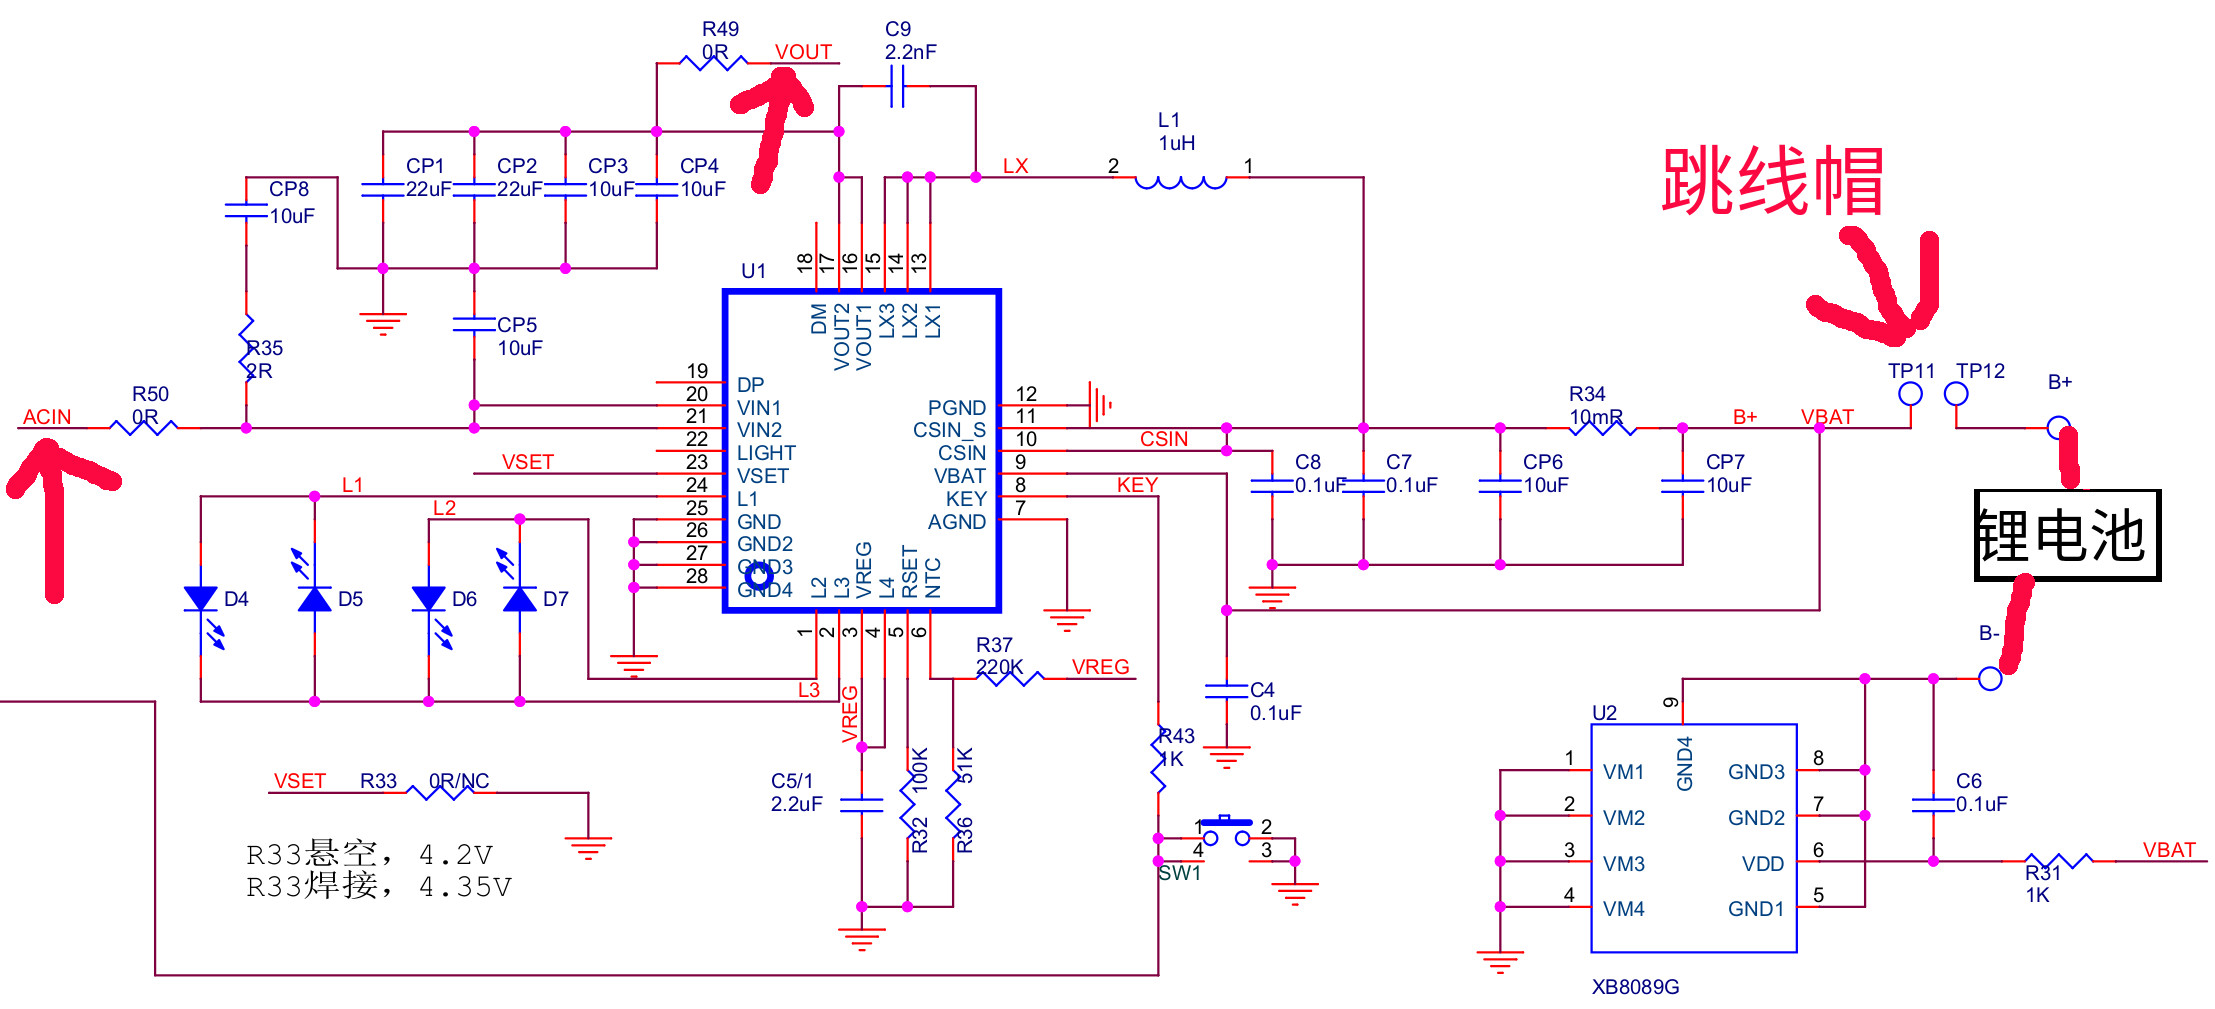 R49
0R
VOUT
C9
2.2nF
L1
1uH
LX
2
1
跳线帽
CP8
10uF
CP1
22uF
CP2
22uF
CP3
10uF
CP4
10uF
CP5
10uF
R35
2R
R50
0R
ACIN
U1
18
17
16
15
14
13
DM
VOUT2
VOUT1
LX3
LX2
LX1
19
20
21
22
23
24
25
26
27
28
DP
VIN1
VIN2
LIGHT
VSET
L1
GND
GND2
GND3
GND4
PGND
CSIN_S
CSIN
VBAT
KEY
AGND
12
11
10
9
8
7
L2
L3
VREG
L4
RSET
NTC
1
2
3
4
5
6
VSET
L1
L2
L3
D4
D5
D6
D7
CSIN
KEY
C8
0.1uF
C7
0.1uF
CP6
10uF
R34
10mR
CP7
10uF
B+
VBAT
TP11
TP12
B+
锂电池
B-
R37
220K
VREG
VREG
C5/1
2.2uF
R32
100K
R36
51K
C4
0.1uF
R43
1K
1
2
4
3
SW1
VSET
R33
0R/NC
R33悬空，4.2V
R33焊接，4.35V
U2
9
GND4
1
2
3
4
VM1
VM2
VM3
VM4
GND3
GND2
VDD
GND1
8
7
6
5
C6
0.1uF
R31
1K
VBAT
XB8089G